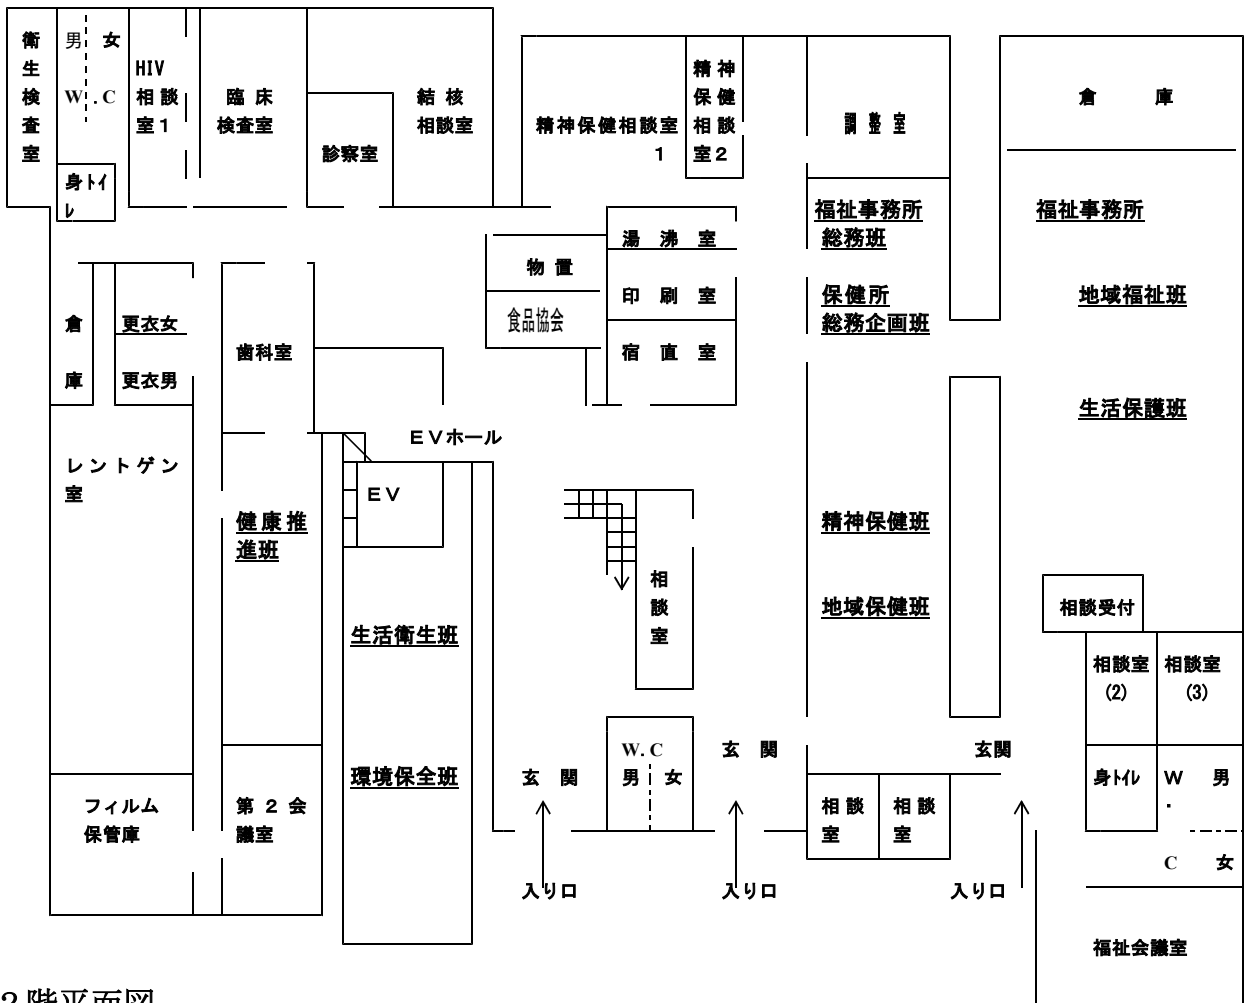 衛生検査室
男 女
W.C
身トイレ
HIV
相談
室1
臨床
検査室
診察室
結核
相談室
精神保健相談室
1
精神
保健
相談
室2
調整室
倉庫
福祉事務所
総務班
保健所
総務企画班
福祉事務所
地域福祉班
生活保護班
湯沸室
物置
印刷室
食品協会
宿直室
倉庫
更衣女
更衣男
歯科室
EVホール
レントゲン
室
EV
健康推
進班
精神保健班
地域保健班
相談室
生活衛生班
相談受付
相談室
(2)
相談室
(3)
環境保全班
玄関
W.C
男 女
玄関
玄関
身トイレ
W 男
.
C 女
フィルム
保管庫
第2会
議室
相談
室
相談
室
入り口
入り口
入り口
福祉会議室
2階平面図